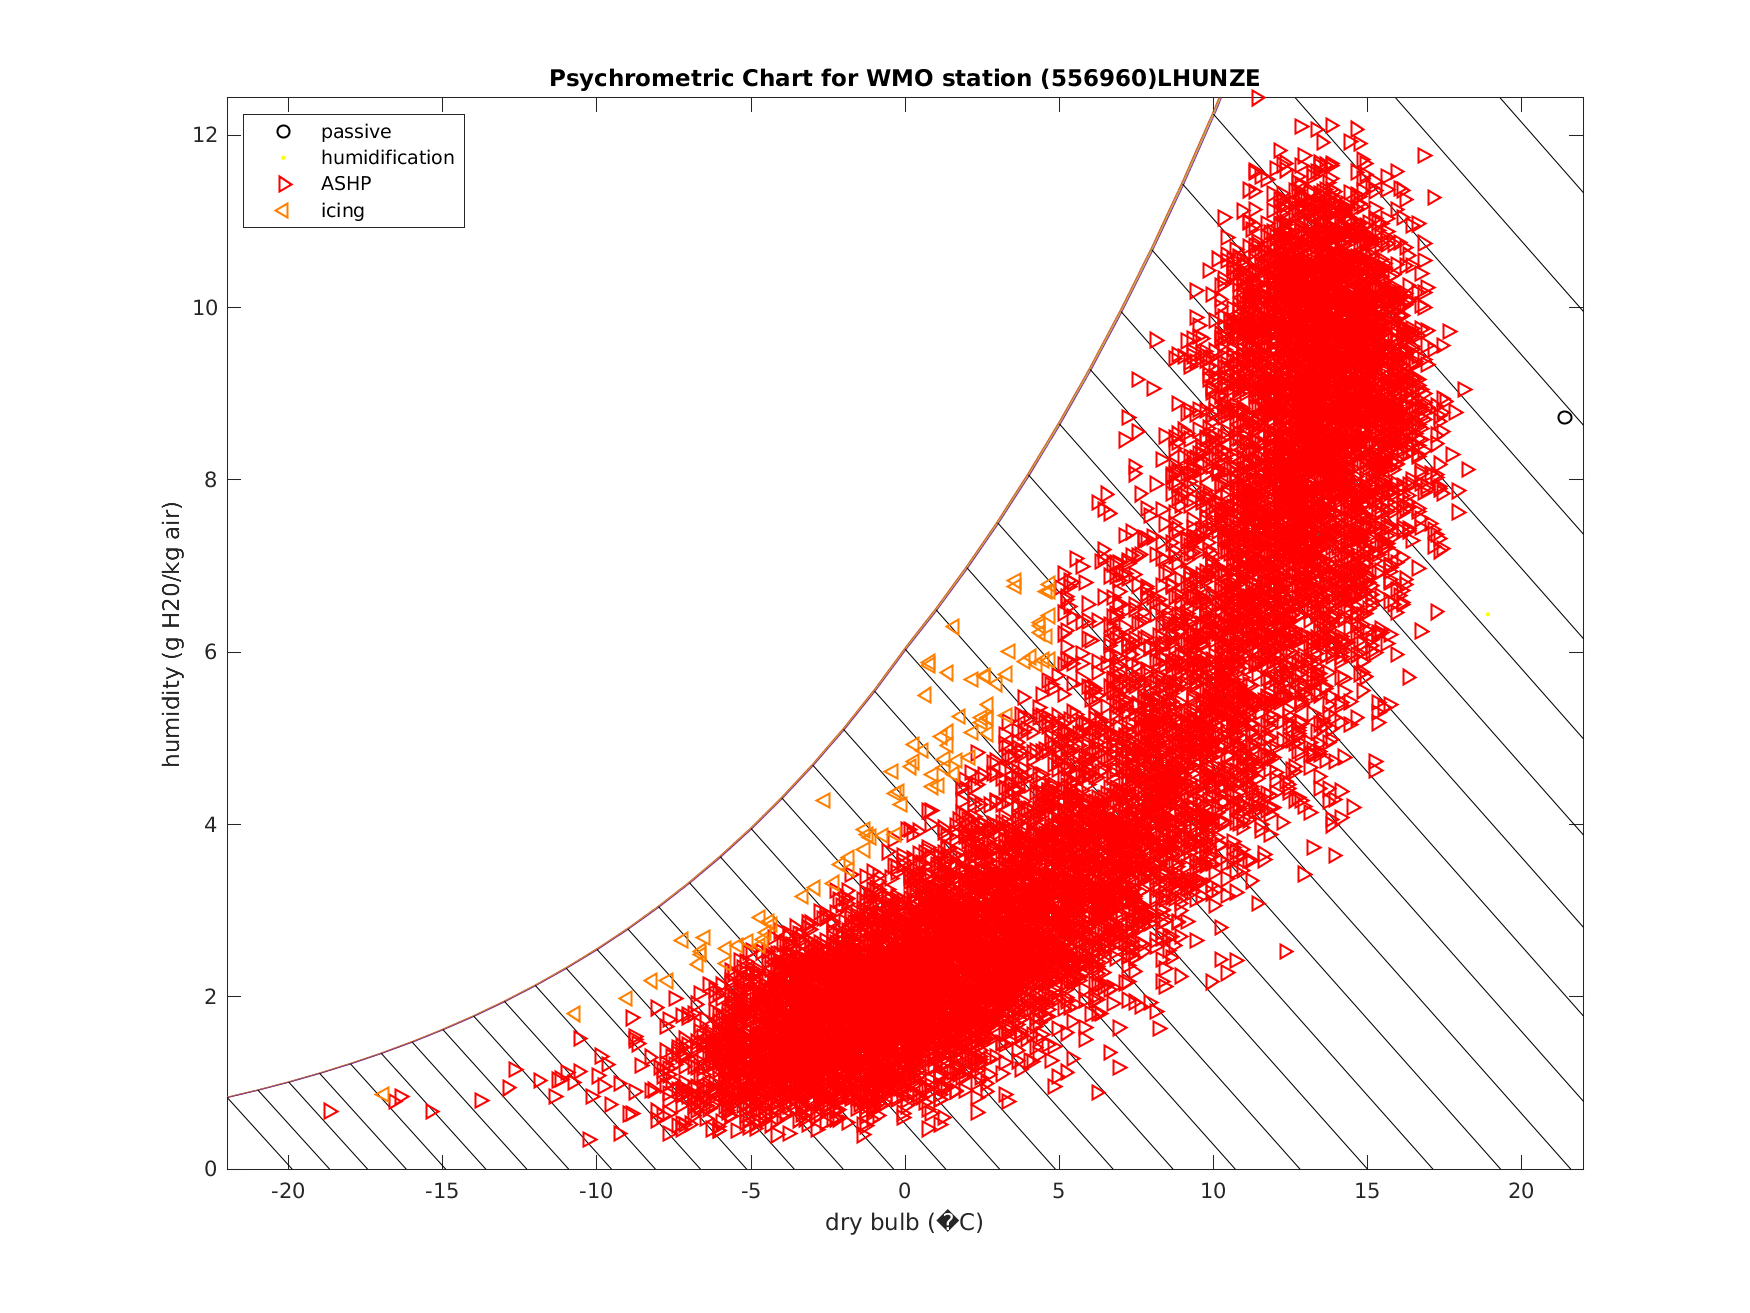 Psychrometric Chart for WMO station (556960)LHUNZE
passive
humidification
ASHP
icing
12
10
8
6
4
2
0
humidity (g H20/kg air)
-20 -15 -10 -5 0 5 10 15 20
dry bulb (�C)